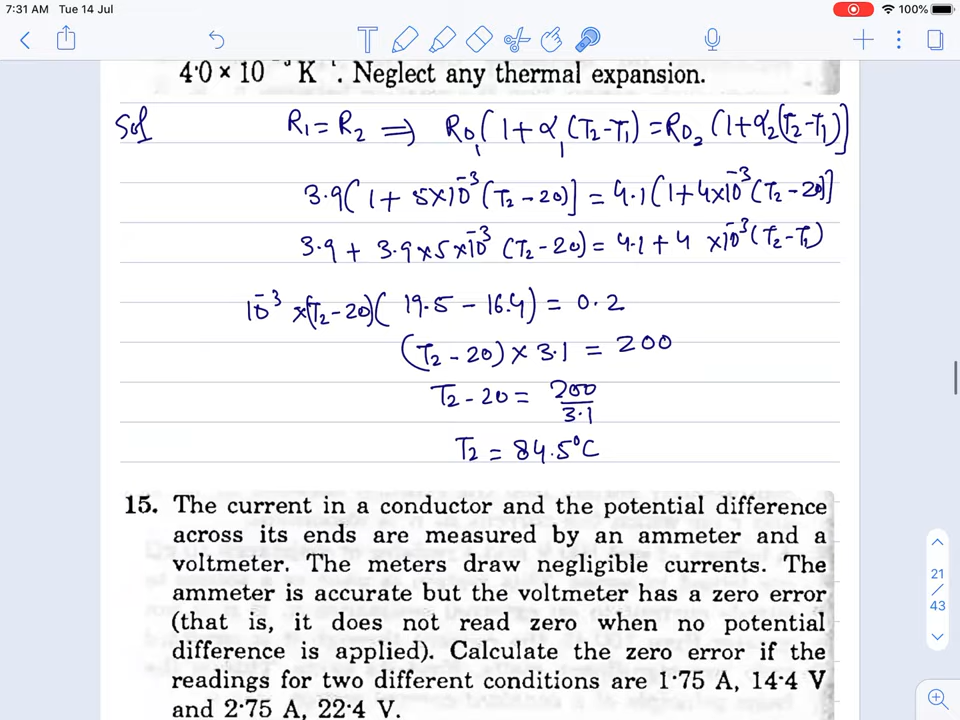 7:31 AM Tue 14 Jul 100%
4·0 × 10⁻³ K⁻¹. Neglect any thermal expansion.
Sol R₁ = R₂ ⟹ R₀₁(1 + α₁(T₂-T₁) = R₀₂(1+α₂(T₂-T₁)]
3.9(1 + 5×10⁻³(T₂-20)] = 4.1(1+4×10⁻³(T₂-20)]
3.9 + 3.9×5×10⁻³ (T₂-20) = 4.1 + 4 ×10⁻³(T₂-T₁)
10⁻³ ×(T₂-20)( 19.5 - 16.4) = 0.2
(T₂-20) × 3.1 = 200
T₂-20 = 200/3.1
T₂ = 84.5°C
15. The current in a conductor and the potential difference
across its ends are measured by an ammeter and a
voltmeter. The meters draw negligible currents. The
ammeter is accurate but the voltmeter has a zero error
(that is, it does not read zero when no potential
difference is applied). Calculate the zero error if the
readings for two different conditions are 1·75 A, 14·4 V
and 2·75 A, 22·4 V.
21
/
43